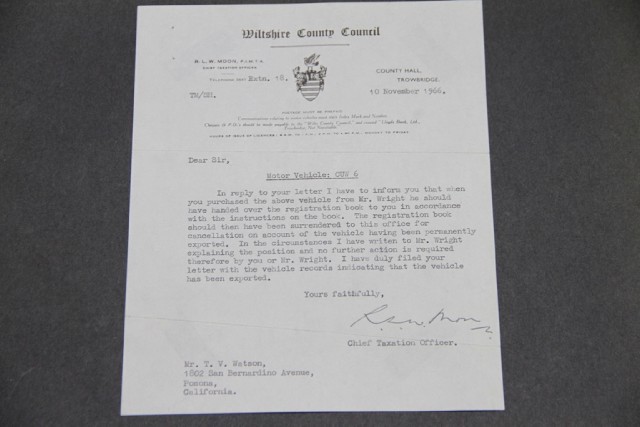 Wiltshire County Council
R. L. W. MOON, F.I.M.T.A.
CHIEF TAXATION OFFICER
Extn. 18.
COUNTY HALL,
TROWBRIDGE.
TW/SH.
10 November 1966.
Dear Sir,
Motor Vehicle: CUW 6
In reply to your letter I have to inform you that when
you purchased the above vehicle from Mr. Wright he should
have handed over the registration book to you in accordance
with the instructions on the book. The registration book
should then have been surrendered to this office for
cancellation on account of the vehicle having been permanently
exported. In the circumstances I have writen to Mr. Wright
explaining the position and no further action is required
therefore by you or Mr. Wright. I have duly filed your
letter with the vehicle records indicating that the vehicle
has been exported.
Yours faithfully,
Chief Taxation Officer.
Mr. T. V. Watson,
1802 San Bernardino Avenue,
Pomona,
California.